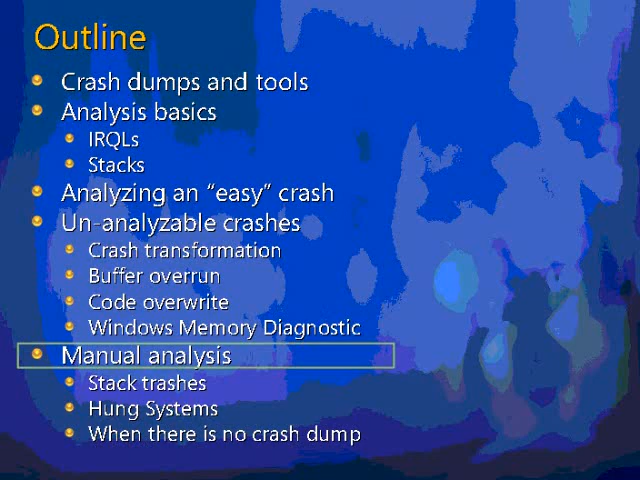 Outline
Crash dumps and tools
Analysis basics
IRQLs
Stacks
Analyzing an “easy” crash
Un-analyzable crashes
Crash transformation
Buffer overrun
Code overwrite
Windows Memory Diagnostic
Manual analysis
Stack trashes
Hung Systems
When there is no crash dump